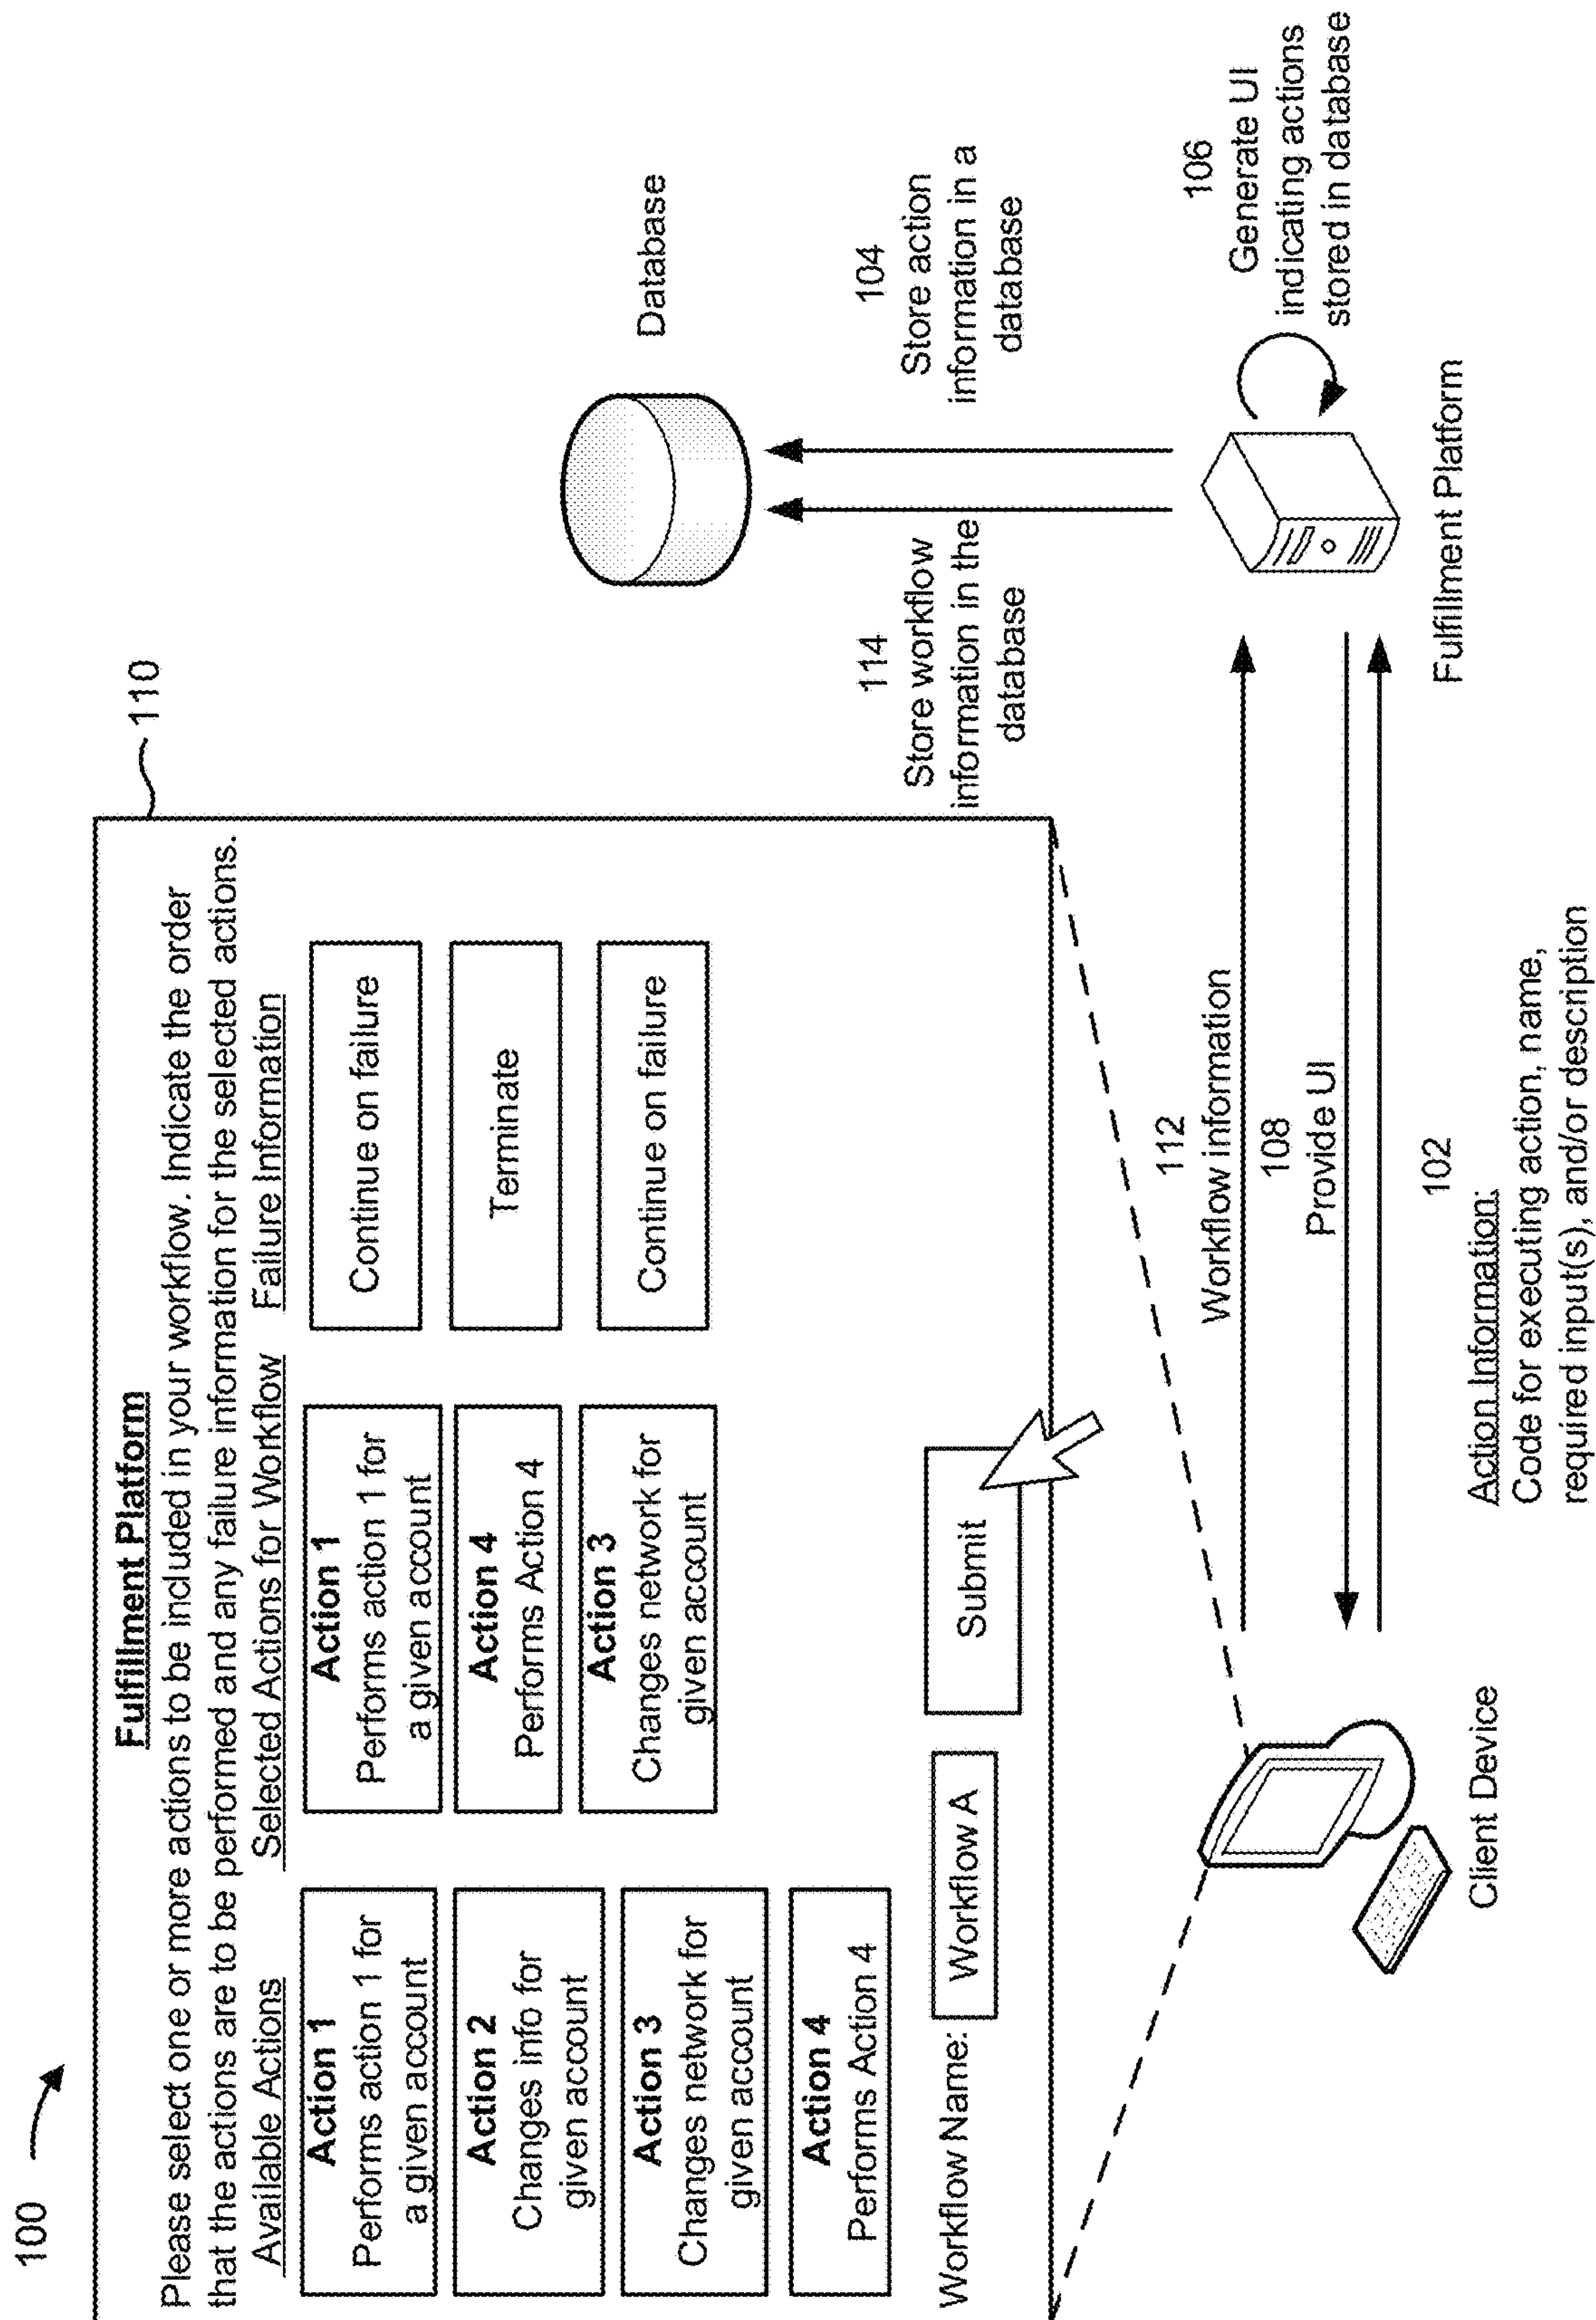 100
110
Fulfillment Platform
Please select one or more actions to be included in your workflow. Indicate the order
that the actions are to be performed and any failure information for the selected actions.
Available Actions
Action 1
Performs action 1 for
a given account
Action 2
Changes info for
given account
Action 3
Changes network for
given account
Action 4
Performs Action 4
Selected Actions for Workflow
Action 1
Performs action 1 for
a given account
Action 4
Performs Action 4
Action 3
Changes network for
given account
Failure Information
Continue on failure
Terminate
Continue on failure
Workflow Name:
Workflow A
Submit
Database
114
Store workflow
information in the
database
104
Store action
information in a
database
112
Workflow information
108
Provide UI
102
Action Information:
Code for executing action, name,
required input(s), and/or description
106
Generate UI
indicating actions
stored in database
Client Device
Fulfillment Platform